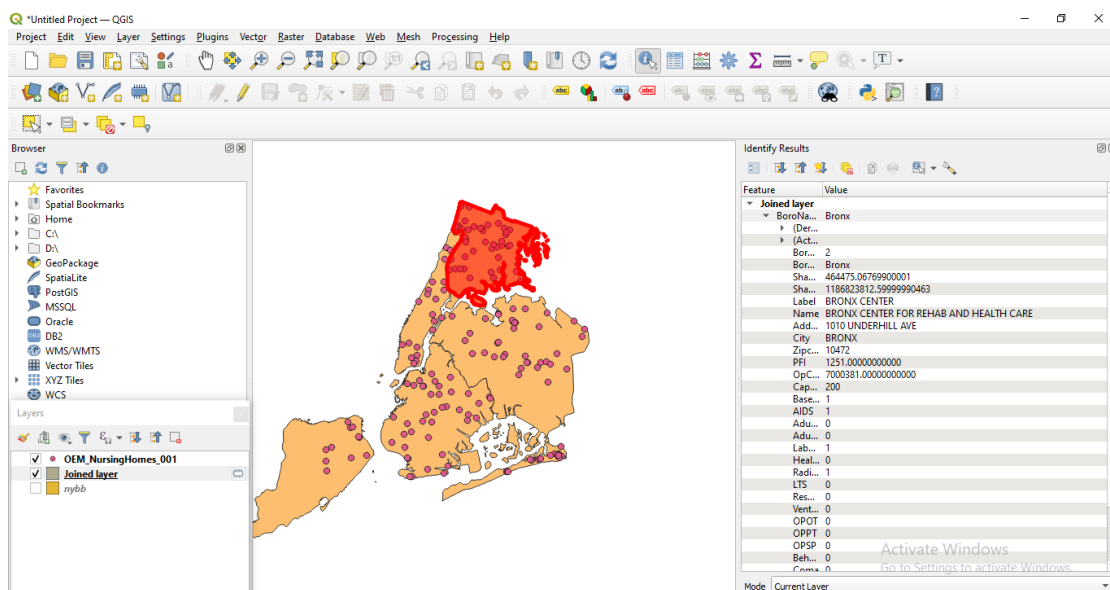 *Untitled Project — QGIS
Project Edit View Layer Settings Plugins Vector Raster Database Web Mesh Processing Help
abc
abc
abc
Browser
Favorites
Spatial Bookmarks
Home
C:\
D:\
GeoPackage
SpatiaLite
PostGIS
MSSQL
Oracle
DB2
WMS/WMTS
Vector Tiles
XYZ Tiles
WCS
Layers
OEM_NursingHomes_001
Joined layer
nybb
Identify Results
Feature Value
Joined layer
BoroNa... Bronx
(Der...
(Act...
Bor... 2
Bor... Bronx
Sha... 464475.06769900001
Sha... 1186823812.59999990463
Label BRONX CENTER
Name BRONX CENTER FOR REHAB AND HEALTH CARE
Add... 1010 UNDERHILL AVE
City BRONX
Zipc... 10472
PFI 1251.00000000000
OpC... 7000381.00000000000
Cap... 200
Base... 1
AIDS 1
Adu... 0
Adu... 0
Lab... 1
Heal... 0
Radi... 1
LTS 0
Res... 0
Vent... 0
OPOT 0
OPPT 0
OPSP 0
Beh... 0
Coma 0
Activate Windows
Go to Settings to activate Windows.
Mode Current Layer